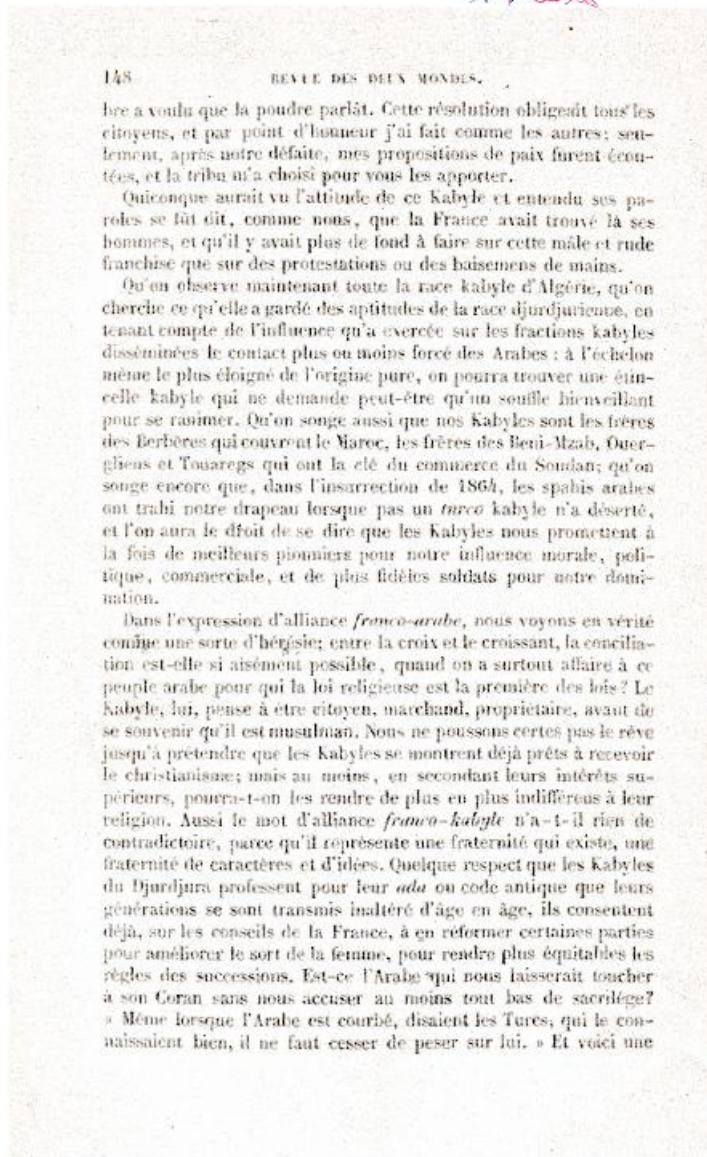 148 REVUE DES DEUX MONDES.
bre a voulu que la poudre parlât. Cette résolution obligeait tous les
citoyens, et par point d'honneur j'ai fait comme les autres; seu-
lement, après notre défaite, mes propositions de paix furent écou-
tées, et la tribu m'a choisi pour vous les apporter.
Quiconque aurait vu l'attitude de ce Kabyle et entendu ses pa-
roles se fût dit, comme nous, que la France avait trouvé là ses
hommes, et qu'il y avait plus de fond à faire sur cette mâle et rude
franchise que sur des protestations ou des baisemens de mains.
Qu'on observe maintenant toute la race kabyle d'Algérie, qu'on
cherche ce qu'elle a gardé des aptitudes de la race djurdjurienne, en
tenant compte de l'influence qu'a exercée sur les fractions kabyles
disséminées le contact plus ou moins forcé des Arabes : à l'échelon
même le plus éloigné de l'origine pure, on pourra trouver une étin-
celle kabyle qui ne demande peut-être qu'un souffle bienveillant
pour se ranimer. Qu'on songe aussi que nos Kabyles sont les frères
des Berbères qui couvrent le Maroc, les frères des Beni-Mzab, Ouer-
gliens et Touaregs qui ont la clé du commerce du Soudan; qu'on
songe encore que, dans l'insurrection de 1864, les spahis arabes
ont trahi notre drapeau lorsque pas un turco kabyle n'a déserté,
et l'on aura le droit de se dire que les Kabyles nous promettent à
la fois de meilleurs pionniers pour notre influence morale, poli-
tique, commerciale, et de plus fidèles soldats pour notre domi-
nation.
Dans l'expression d'alliance franco-arabe, nous voyons en vérité
comme une sorte d'hérésie; entre la croix et le croissant, la concilia-
tion est-elle si aisément possible, quand on a surtout affaire à ce
peuple arabe pour qui la loi religieuse est la première des lois? Le
Kabyle, lui, pense à être citoyen, marchand, propriétaire, avant de
se souvenir qu'il est musulman. Nous ne poussons certes pas le rêve
jusqu'à prétendre que les Kabyles se montrent déjà prêts à recevoir
le christianisme; mais au moins, en secondant leurs intérêts su-
périeurs, pourra-t-on les rendre de plus en plus indifférens à leur
religion. Aussi le mot d'alliance franco-kabyle n'a-t-il rien de
contradictoire, parce qu'il représente une fraternité qui existe, une
fraternité de caractères et d'idées. Quelque respect que les Kabyles
du Djurdjura professent pour leur ada ou code antique que leurs
générations se sont transmis inaltéré d'âge en âge, ils consentent
déjà, sur les conseils de la France, à en réformer certaines parties
pour améliorer le sort de la femme, pour rendre plus équitables les
règles des successions. Est-ce l'Arabe qui nous laisserait toucher
à son Coran sans nous accuser au moins tout bas de sacrilége?
« Même lorsque l'Arabe est courbé, disaient les Turcs, qui le con-
naissaient bien, il ne faut cesser de peser sur lui. » Et voici une